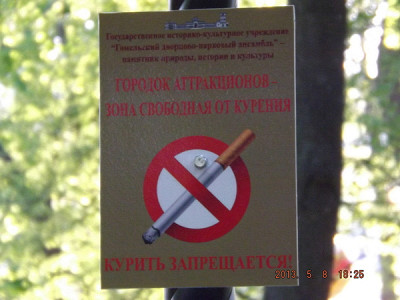 Государственное историко-культурное учреждение
"Гомельский дворцово-парковый ансамбль" –
памятник природы, истории и культуры
ГОРОДОК АТТРАКЦИОНОВ –
ЗОНА СВОБОДНАЯ ОТ КУРЕНИЯ
КУРИТЬ ЗАПРЕЩАЕТСЯ!
2013. 5. 8 18:25